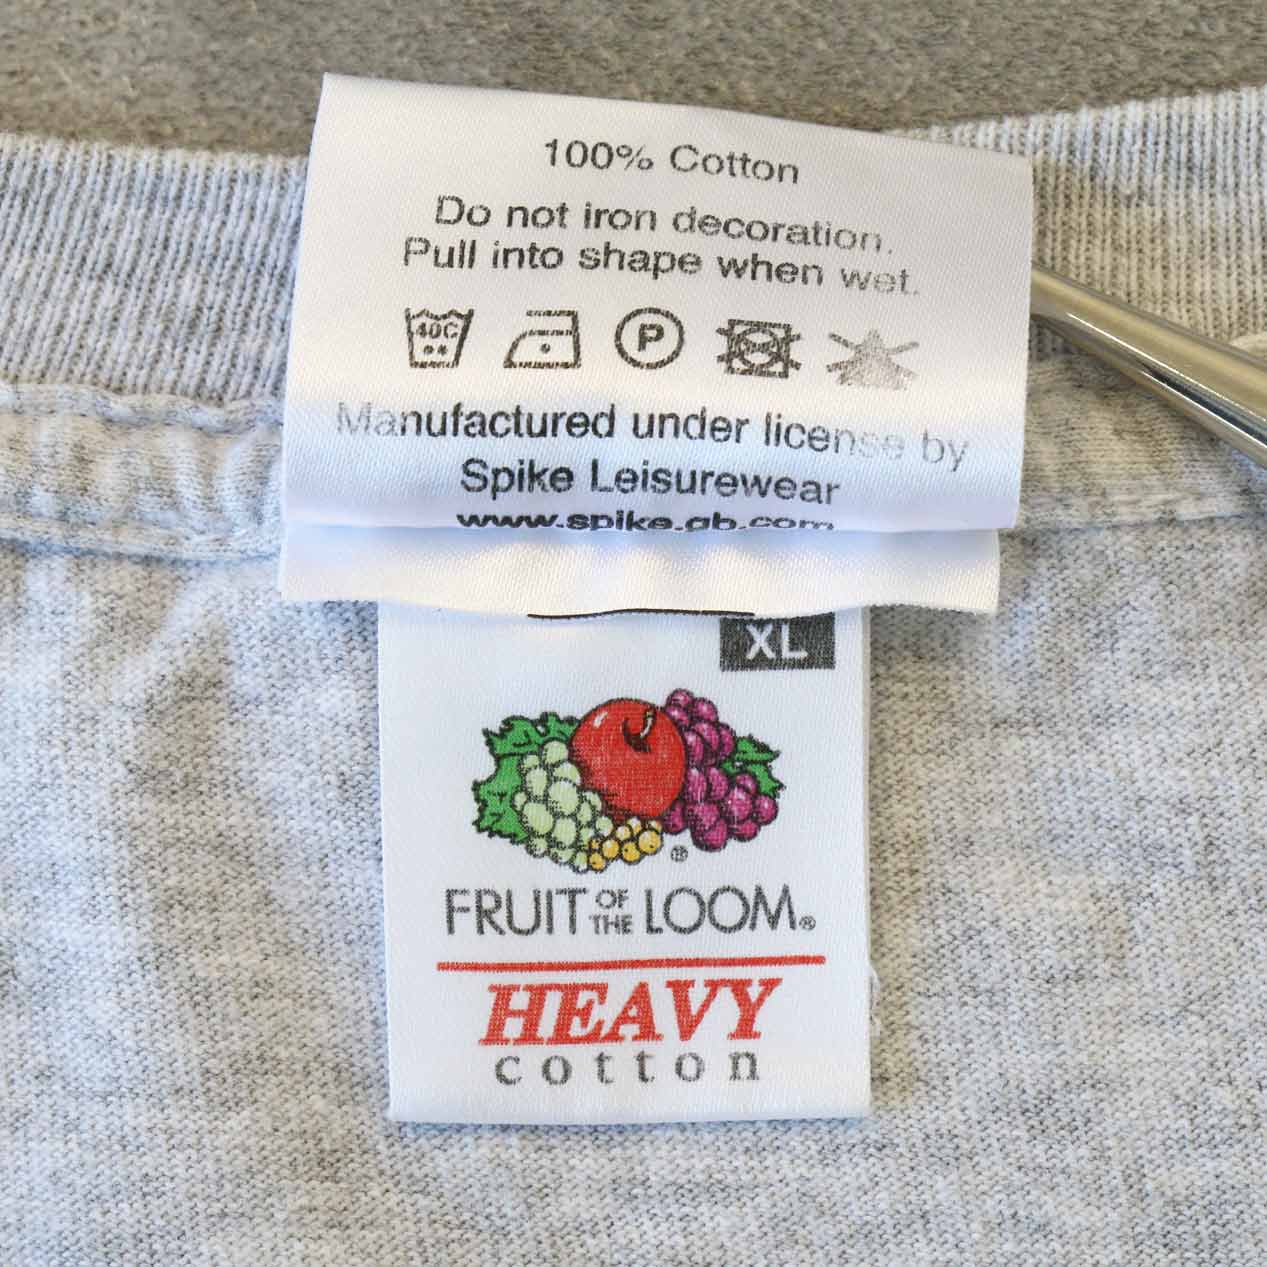 100% Cotton
Do not iron decoration.
Pull into shape when wet.
40C
P
Manufactured under license by
Spike Leisurewear
www.spike.gb.com
XL
®
FRUIT OF THE LOOM®
HEAVY
cotton